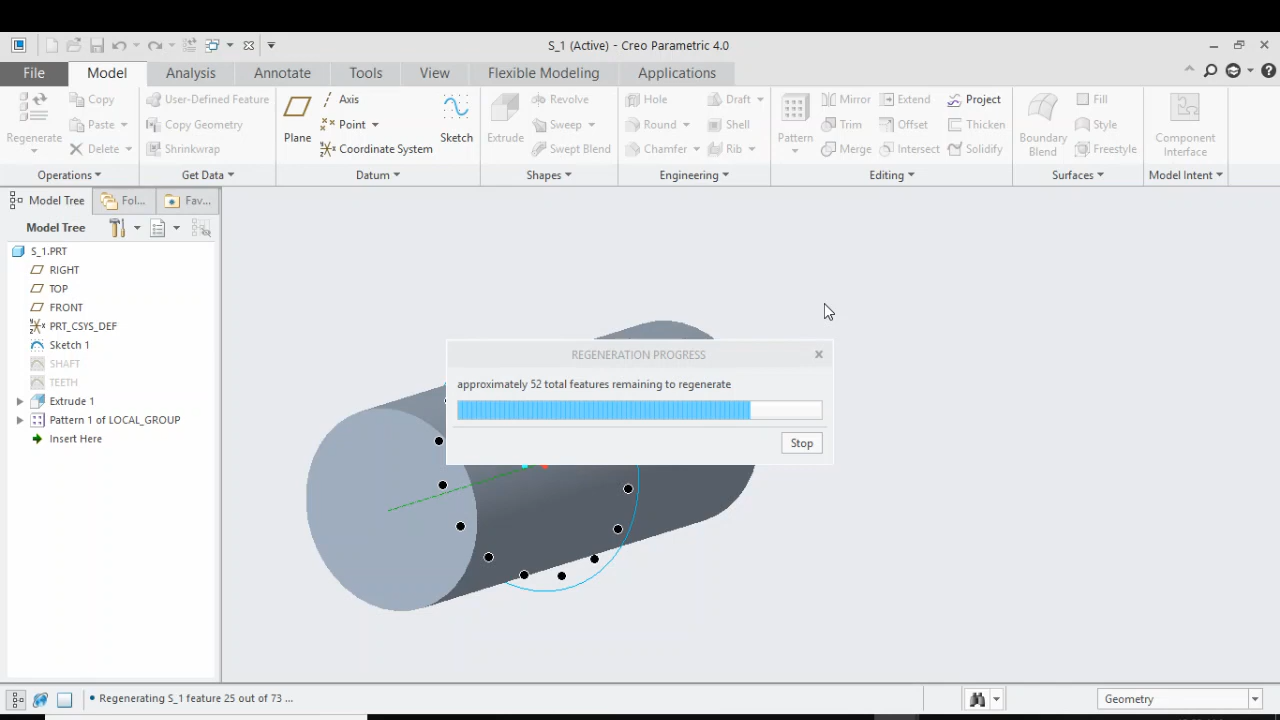 S_1 (Active) - Creo Parametric 4.0
File Model Analysis Annotate Tools View Flexible Modeling Applications
Regenerate
Copy
Paste
Delete
Operations
User-Defined Feature
Copy Geometry
Shrinkwrap
Get Data
Plane
Axis
Point
Coordinate System
Sketch
Datum
Extrude
Revolve
Sweep
Swept Blend
Shapes
Hole
Round
Chamfer
Draft
Shell
Rib
Engineering
Pattern
Mirror
Trim
Merge
Extend
Offset
Intersect
Project
Thicken
Solidify
Editing
Boundary
Blend
Fill
Style
Freestyle
Surfaces
Component
Interface
Model Intent
Model Tree Fol... Fav...
Model Tree
S_1.PRT
RIGHT
TOP
FRONT
PRT_CSYS_DEF
Sketch 1
SHAFT
TEETH
Extrude 1
Pattern 1 of LOCAL_GROUP
Insert Here
REGENERATION PROGRESS
approximately 52 total features remaining to regenerate
Stop
• Regenerating S_1 feature 25 out of 73 ...
Geometry